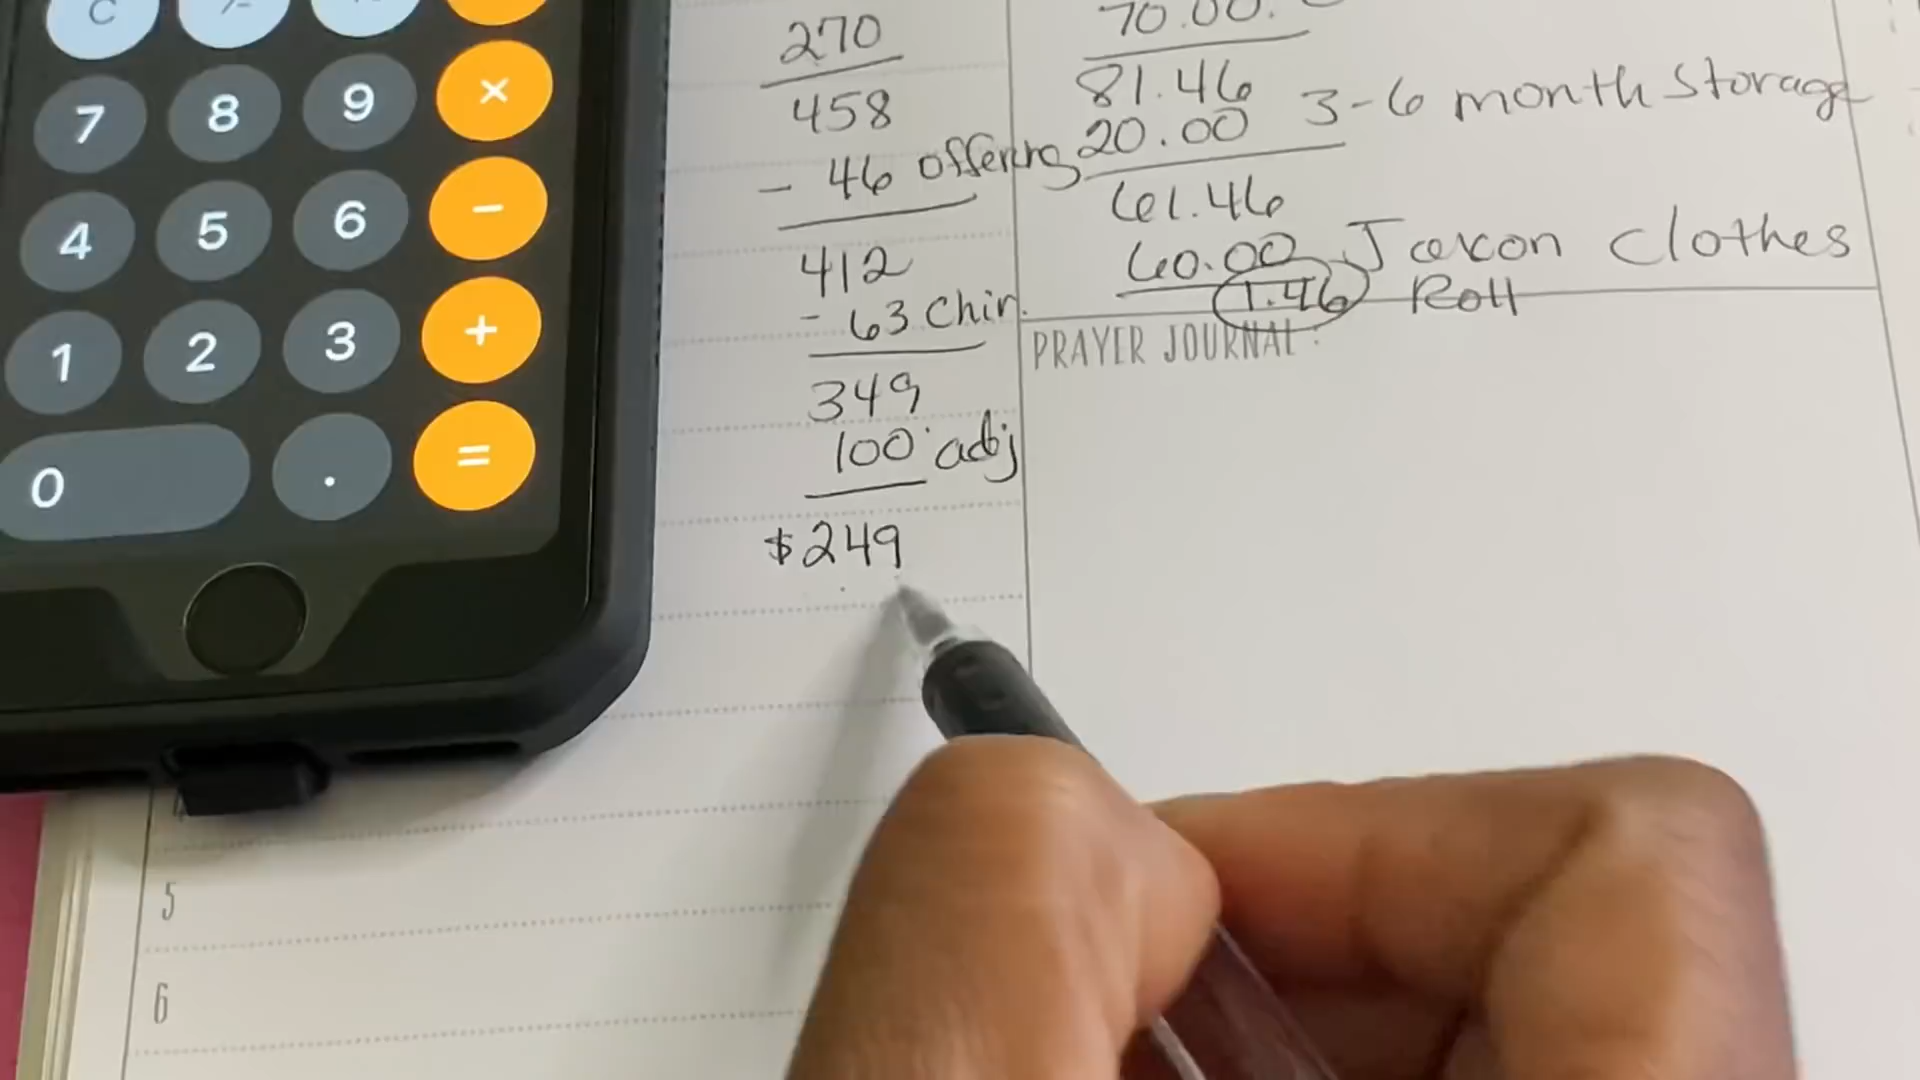 C
7 8 9 ×
4 5 6 −
1 2 3 +
0 . =
270
458
- 46 offering
412
- 63 Chir.
349
100 adj
$249
70.00
81.46
20.00 3-6 month Storage
61.46
60.00 Jaxon Clothes
1.46 Roll
PRAYER JOURNAL:
5
6